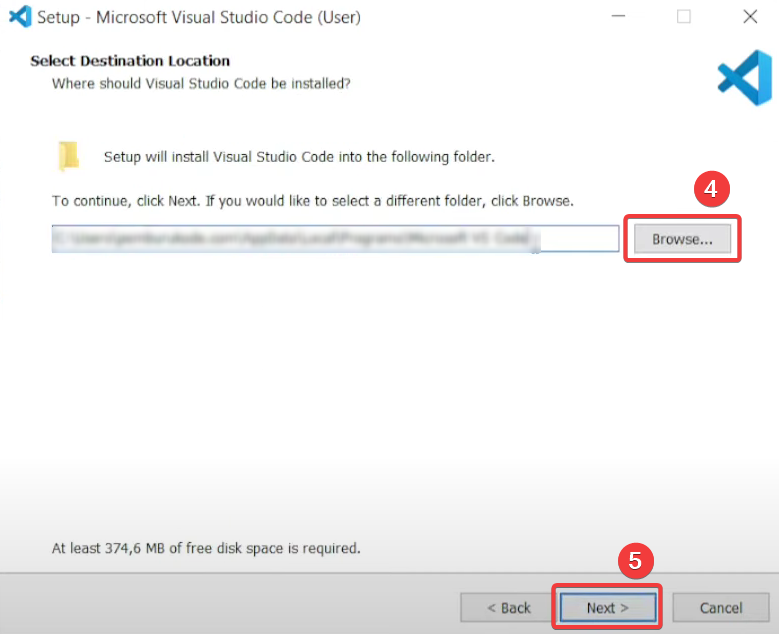 Setup - Microsoft Visual Studio Code (User)
Select Destination Location
Where should Visual Studio Code be installed?
Setup will install Visual Studio Code into the following folder.
To continue, click Next. If you would like to select a different folder, click Browse.
4
Browse...
At least 374,6 MB of free disk space is required.
5
< Back Next > Cancel